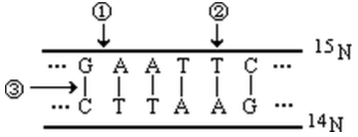 ① ②
¹⁵N
··· G A A T T C ···
③
··· C T T A A G ···
¹⁴N